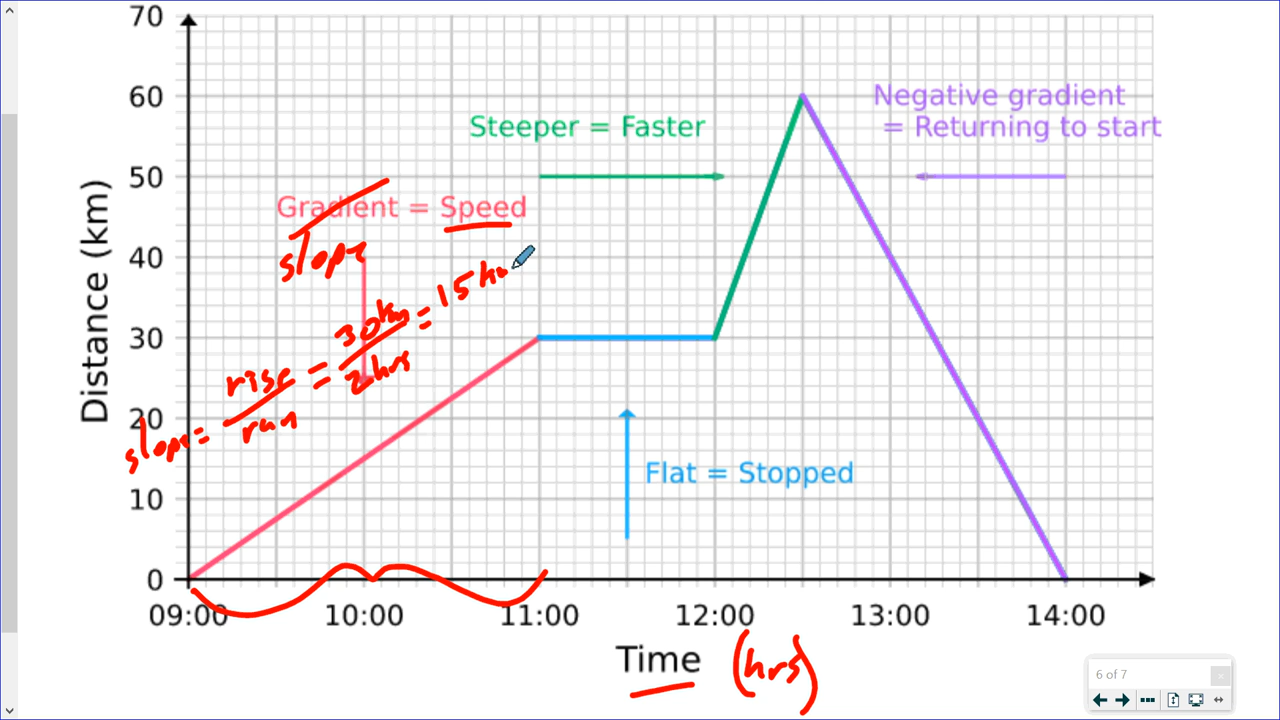 70
60
50
40
30
20
10
0
Distance (km)
Negative gradient
= Returning to start
Steeper = Faster
Gradient = Speed
slope
slope = rise/run = 30km/2hrs = 15 km
Flat = Stopped
09:00 10:00 11:00 12:00 13:00 14:00
Time (hrs)
6 of 7